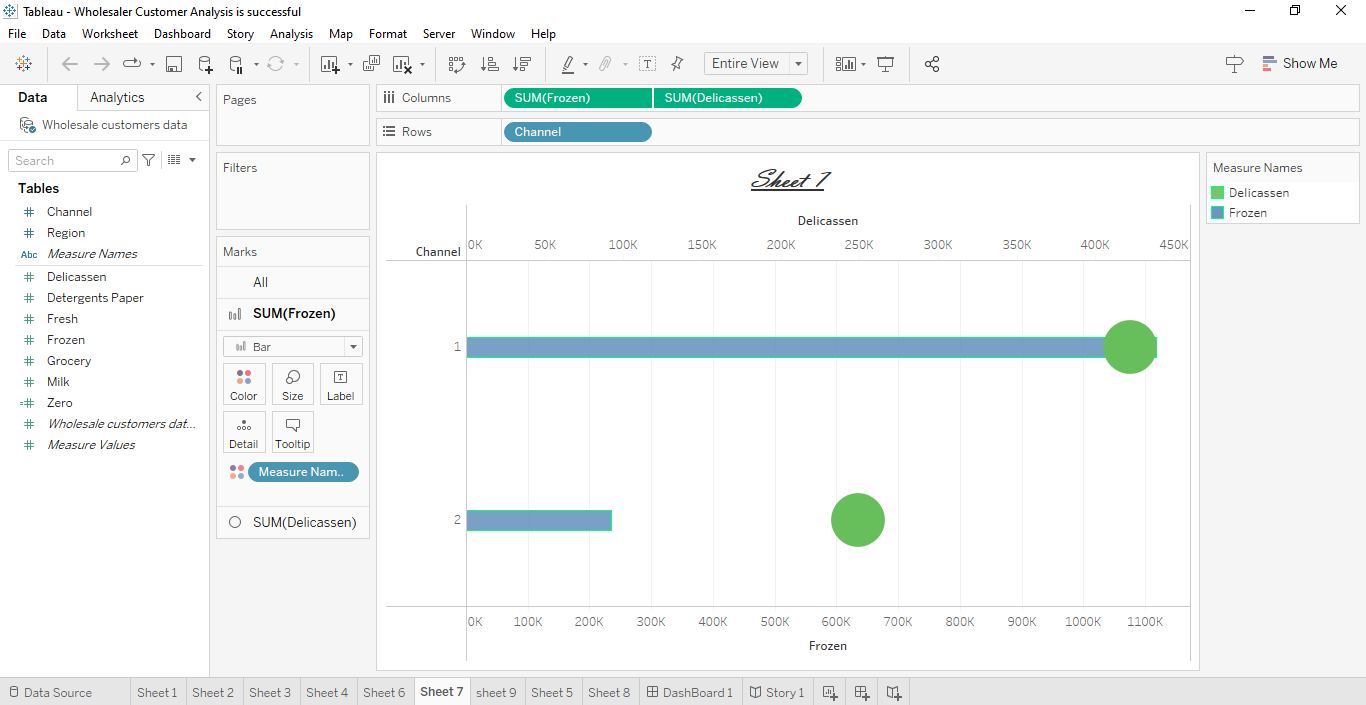 Tableau - Wholesaler Customer Analysis is successful
File Data Worksheet Dashboard Story Analysis Map Format Server Window Help
Entire View
Show Me
Data Analytics
Wholesale customers data
Search
Tables
Channel
Region
Abc Measure Names
Delicassen
Detergents Paper
Fresh
Frozen
Grocery
Milk
Zero
Wholesale customers dat...
Measure Values
Pages
Filters
Marks
All
SUM(Frozen)
Bar
Color Size Label
Detail Tooltip
Measure Nam..
SUM(Delicassen)
Columns SUM(Frozen) SUM(Delicassen)
Rows Channel
Sheet 7
Delicassen
Channel 0K 50K 100K 150K 200K 250K 300K 350K 400K 450K
1
2
0K 100K 200K 300K 400K 500K 600K 700K 800K 900K 1000K 1100K
Frozen
Measure Names
Delicassen
Frozen
Data Source Sheet 1 Sheet 2 Sheet 3 Sheet 4 Sheet 6 Sheet 7 sheet 9 Sheet 5 Sheet 8 DashBoard 1 Story 1